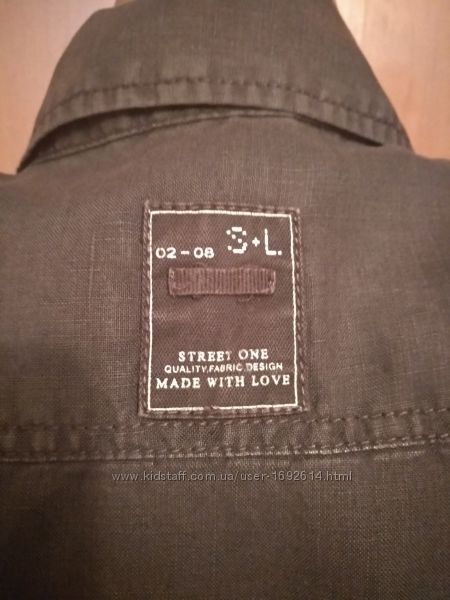 02-08 S+L.
STREET ONE
QUALITY.FABRIC.DESIGN
MADE WITH LOVE
www.kidstaff.com.ua/user-1692614.html